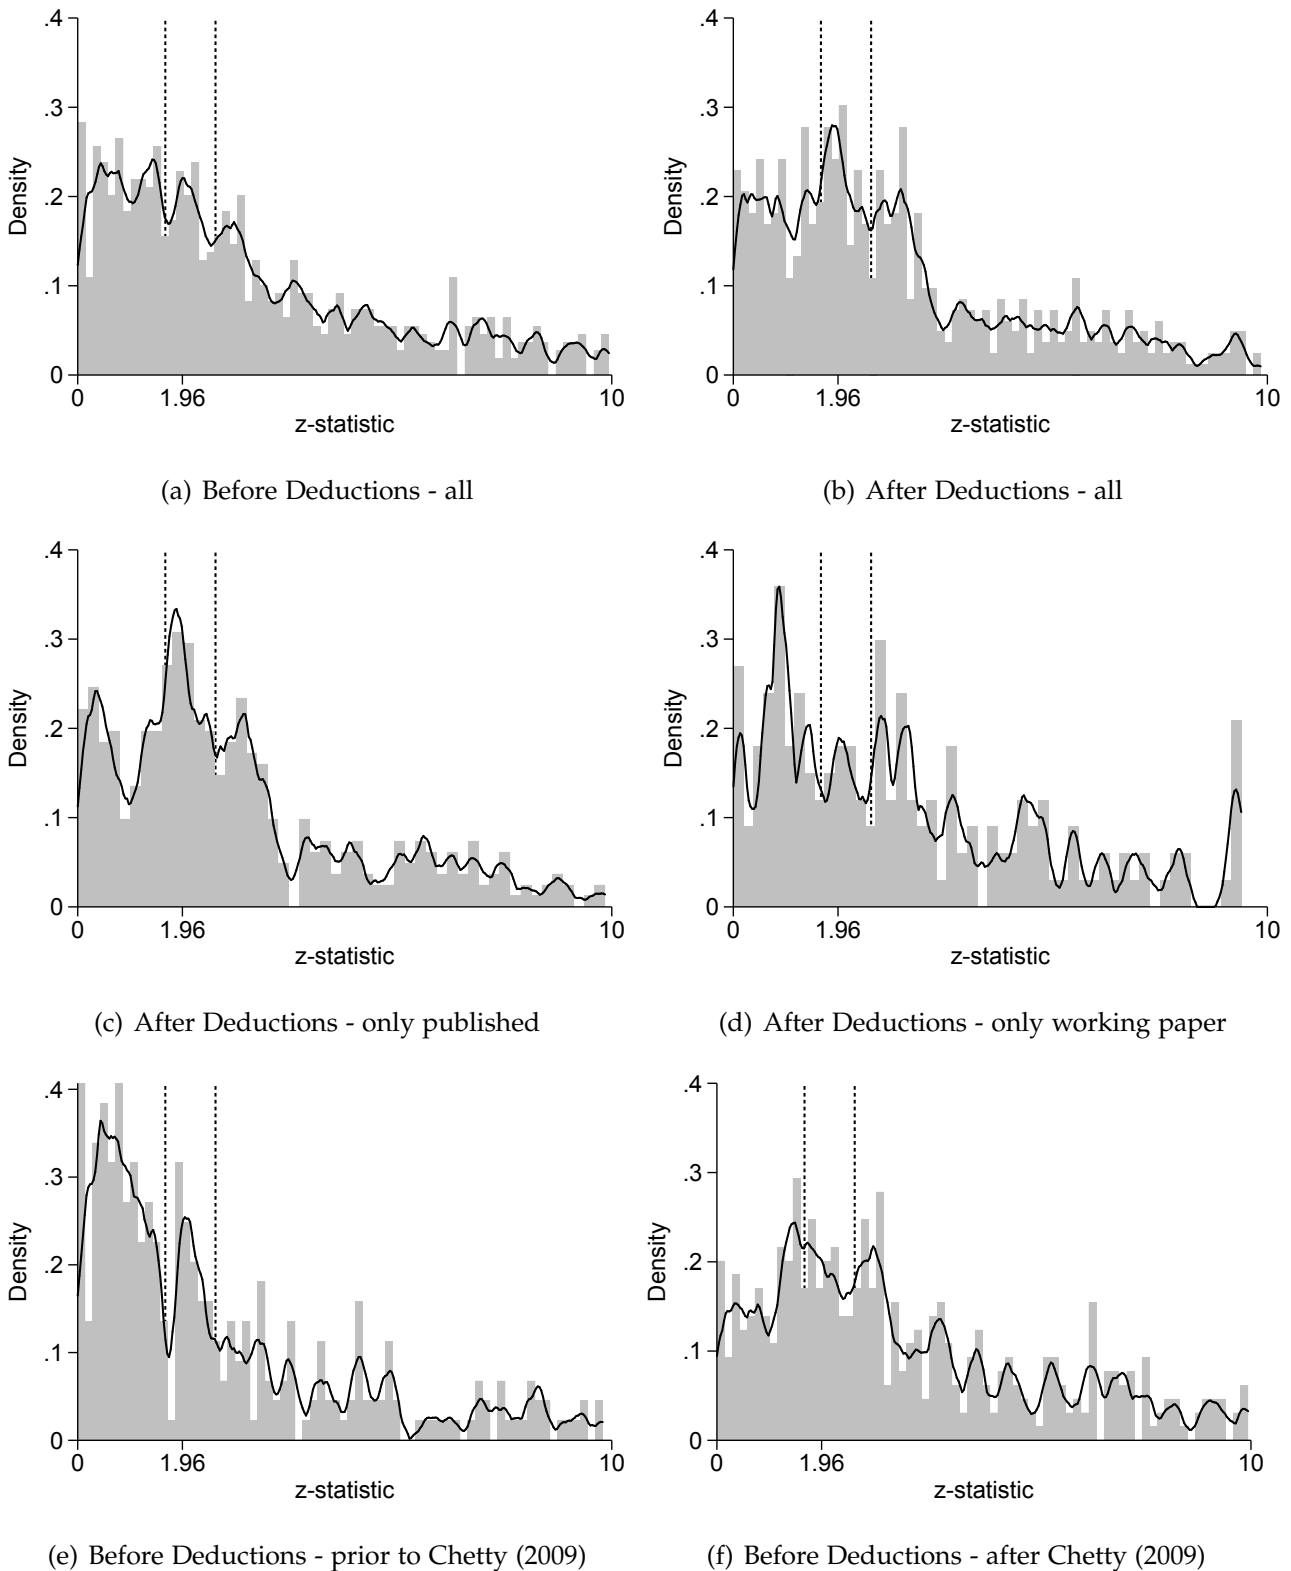 .4
.3
.2
.1
0
Density
0
1.96
10
z-statistic
(a) Before Deductions - all
.4
.3
.2
.1
0
Density
0
1.96
10
z-statistic
(b) After Deductions - all
.4
.3
.2
.1
0
Density
0
1.96
10
z-statistic
(c) After Deductions - only published
.4
.3
.2
.1
0
Density
0
1.96
10
z-statistic
(d) After Deductions - only working paper
.4
.3
.2
.1
0
Density
0
1.96
10
z-statistic
(e) Before Deductions - prior to Chetty (2009)
.4
.3
.2
.1
0
Density
0
1.96
10
z-statistic
(f) Before Deductions - after Chetty (2009)